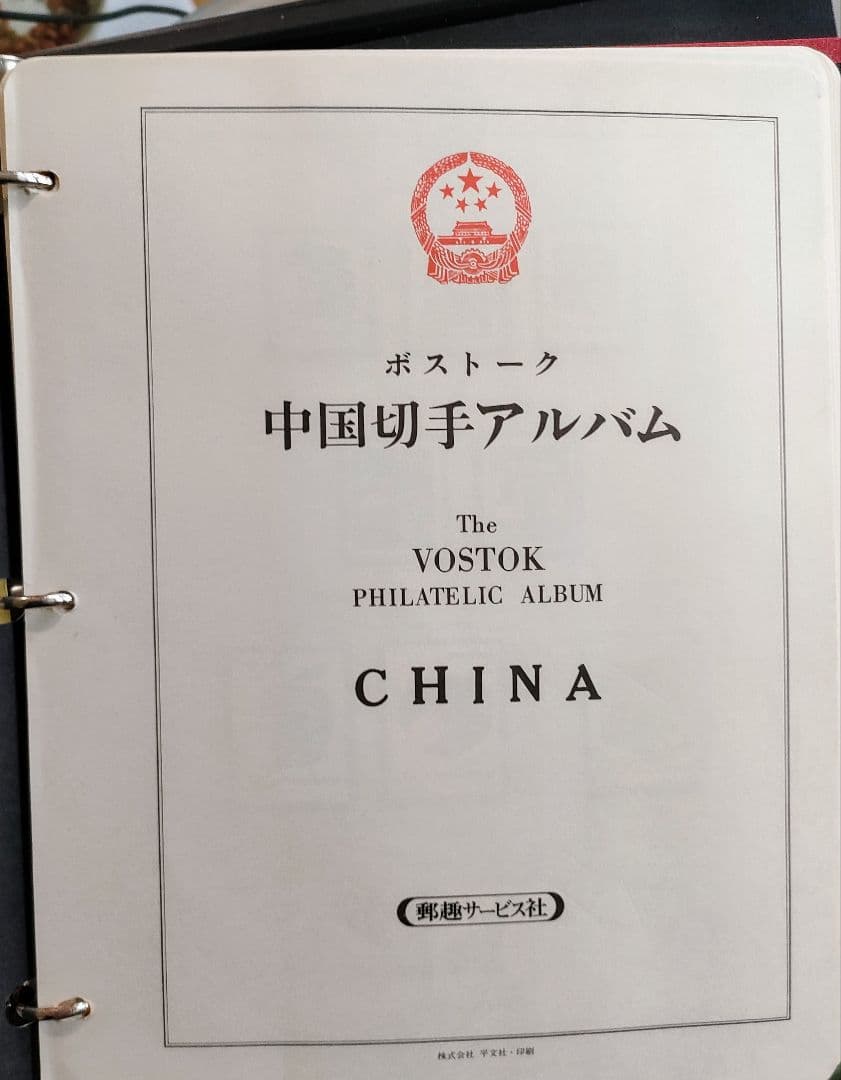 ボストーク
中国切手アルバム
The
VOSTOK
PHILATELIC ALBUM
CHINA
郵趣サービス社
株式会社 平文社・印刷